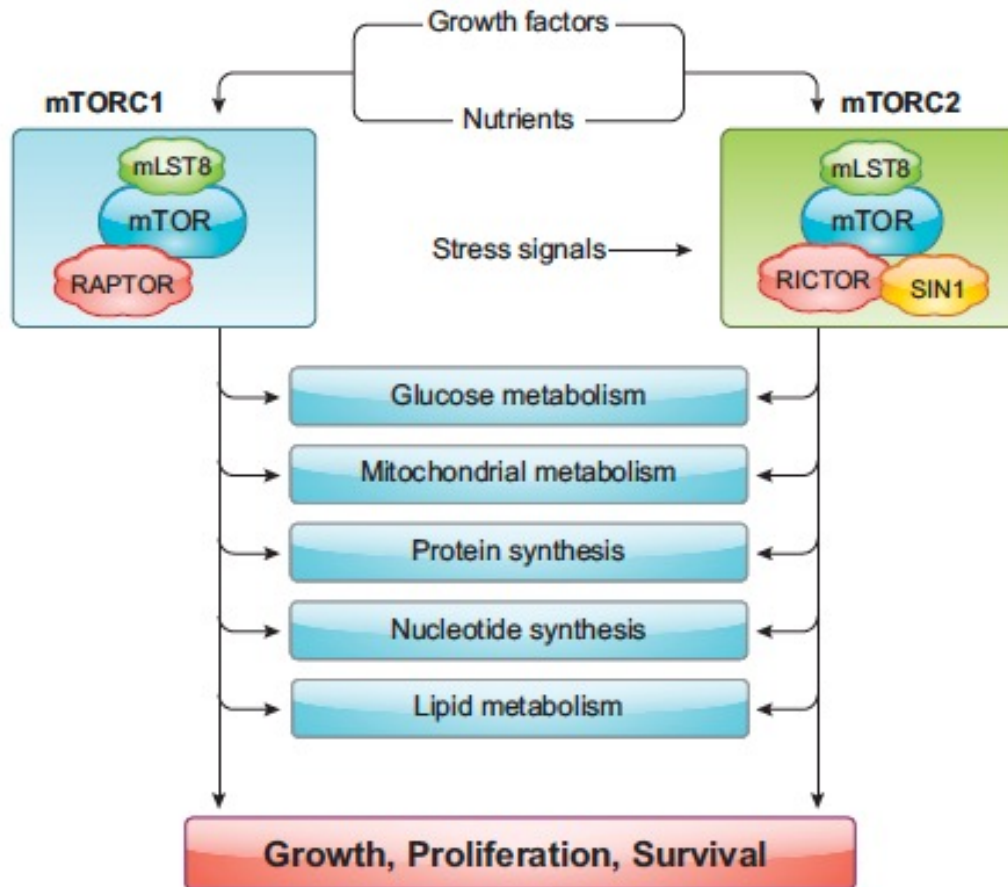 Growth factors
mTORC1
mTORC2
Nutrients
mLST8
mTOR
RAPTOR
mLST8
mTOR
RICTOR
SIN1
Stress signals
Glucose metabolism
Mitochondrial metabolism
Protein synthesis
Nucleotide synthesis
Lipid metabolism
Growth, Proliferation, Survival